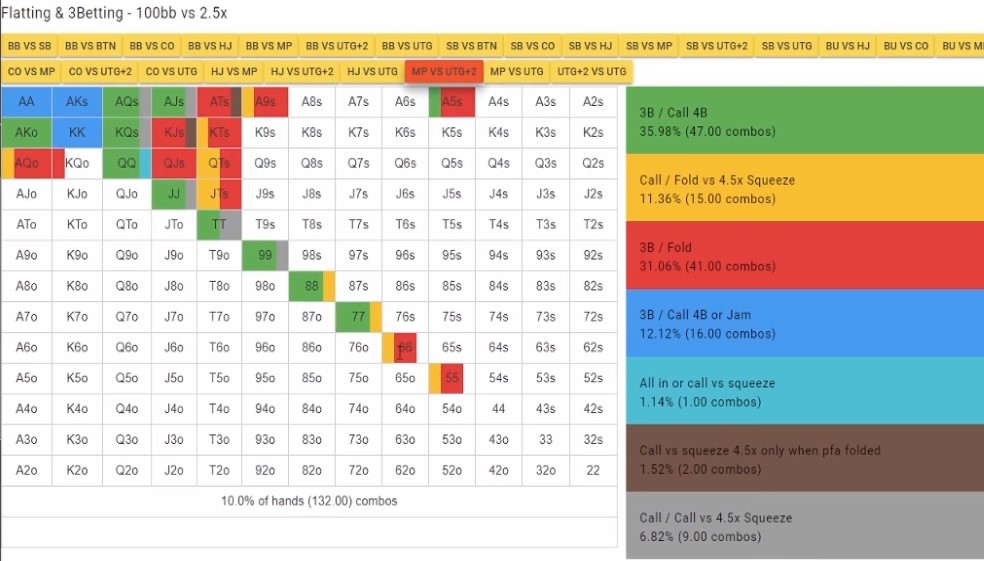 Flatting & 3Betting - 100bb vs 2.5x
BB VS SB BB VS BTN BB VS CO BB VS HJ BB VS MP BB VS UTG+2 BB VS UTG SB VS BTN SB VS CO SB VS HJ SB VS MP SB VS UTG+2 SB VS UTG BU VS HJ BU VS CO BU VS M
CO VS MP CO VS UTG+2 CO VS UTG HJ VS MP HJ VS UTG+2 HJ VS UTG MP VS UTG+2 MP VS UTG UTG+2 VS UTG
AA AKs AQs AJs ATs A9s A8s A7s A6s A5s A4s A3s A2s
AKo KK KQs KJs KTs K9s K8s K7s K6s K5s K4s K3s K2s
AQo KQo QQ QJs QTs Q9s Q8s Q7s Q6s Q5s Q4s Q3s Q2s
AJo KJo QJo JJ JTs J9s J8s J7s J6s J5s J4s J3s J2s
ATo KTo QTo JTo TT T9s T8s T7s T6s T5s T4s T3s T2s
A9o K9o Q9o J9o T9o 99 98s 97s 96s 95s 94s 93s 92s
A8o K8o Q8o J8o T8o 98o 88 87s 86s 85s 84s 83s 82s
A7o K7o Q7o J7o T7o 97o 87o 77 76s 75s 74s 73s 72s
A6o K6o Q6o J6o T6o 96o 86o 76o 66 65s 64s 63s 62s
A5o K5o Q5o J5o T5o 95o 85o 75o 65o 55 54s 53s 52s
A4o K4o Q4o J4o T4o 94o 84o 74o 64o 54o 44 43s 42s
A3o K3o Q3o J3o T3o 93o 83o 73o 63o 53o 43o 33 32s
A2o K2o Q2o J2o T2o 92o 82o 72o 62o 52o 42o 32o 22
10.0% of hands (132.00) combos
3B / Call 4B
35.98% (47.00 combos)
Call / Fold vs 4.5x Squeeze
11.36% (15.00 combos)
3B / Fold
31.06% (41.00 combos)
3B / Call 4B or Jam
12.12% (16.00 combos)
All in or call vs squeeze
1.14% (1.00 combos)
Call vs squeeze 4.5x only when pfa folded
1.52% (2.00 combos)
Call / Call vs 4.5x Squeeze
6.82% (9.00 combos)